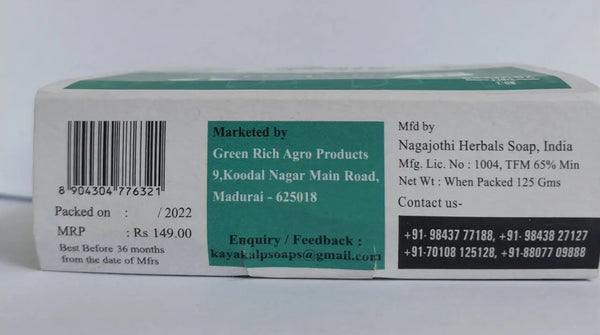 8 904304 776321
Packed on : / 2022
MRP : Rs 149.00
Best Before 36 months
from the date of Mfrs
Marketed by
Green Rich Agro Products
9,Koodal Nagar Main Road,
Madurai - 625018
Enquiry / Feedback :
kayakalpsoaps@gmail.com
Mfd by
Nagajothi Herbals Soap, India
Mfg. Lic. No : 1004, TFM 65% Min
Net Wt : When Packed 125 Gms
Contact us-
+91- 98437 77188, +91- 98438 27127
+91-70108 125128, +91-88077 09888